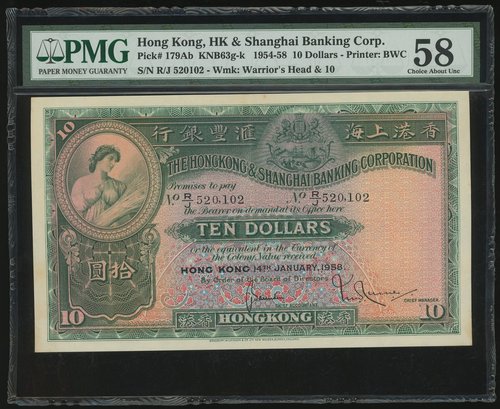 PMG
PAPER MONEY GUARANTY
Hong Kong, HK & Shanghai Banking Corp.
Pick# 179Ab KNB63g-k 1954-58 10 Dollars - Printer: BWC
S/N R/J 520102 - Wmk: Warrior's Head & 10
58
Choice About Unc
10
行銀豐滙 海上港香
THE HONGKONG & SHANGHAI BANKING CORPORATION
Promises to pay
No R/J 520,102 No R/J 520,102
the Bearer on demand at its Office here
TEN DOLLARS
or the equivalent in the Currency of
the Colony, Value received
HONG KONG 14TH JANUARY, 1958
By Order of the Board of Directors
圓拾
CHIEF MANAGER
10 HONGKONG 10